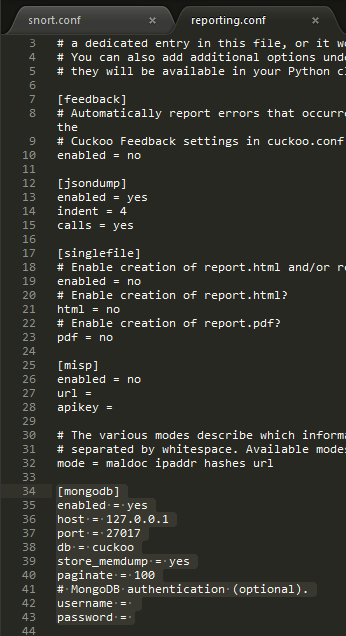 snort.conf × reporting.conf ×
3 # a dedicated entry in this file, or it wo
4 # You can also add additional options unde
5 # they will be available in your Python cl
6
7 [feedback]
8 # Automatically report errors that occurre
the
9 # Cuckoo Feedback settings in cuckoo.conf
10 enabled = no
11
12 [jsondump]
13 enabled = yes
14 indent = 4
15 calls = yes
16
17 [singlefile]
18 # Enable creation of report.html and/or re
19 enabled = no
20 # Enable creation of report.html?
21 html = no
22 # Enable creation of report.pdf?
23 pdf = no
24
25 [misp]
26 enabled = no
27 url =
28 apikey =
29
30 # The various modes describe which informa
31 # separated by whitespace. Available modes
32 mode = maldoc ipaddr hashes url
33
34 [mongodb]
35 enabled = yes
36 host = 127.0.0.1
37 port = 27017
38 db = cuckoo
39 store_memdump = yes
40 paginate = 100
41 # MongoDB authentication (optional).
42 username =
43 password =
44